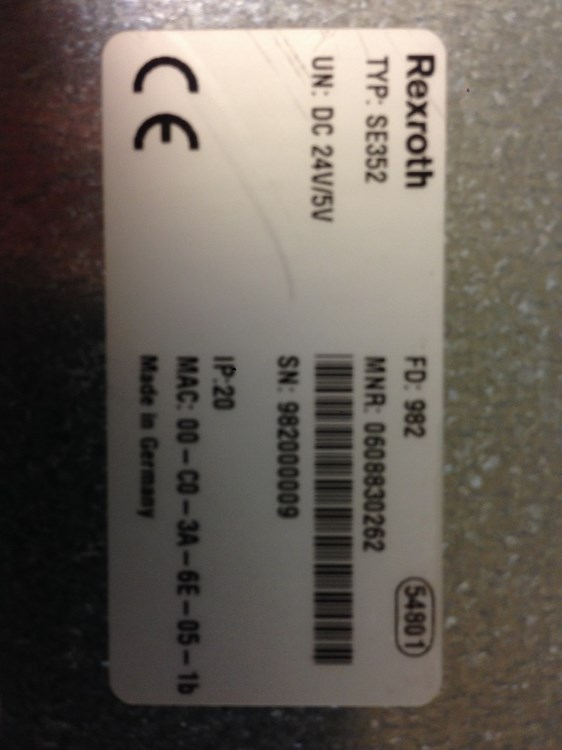 Rexroth FD: 982 54801
TYP: SE352 MNR: 0608830262
UN: DC 24V/5V
SN: 982000009
IP:20
MAC: 00-C0-3A-6E-05-1b
CE Made in Germany